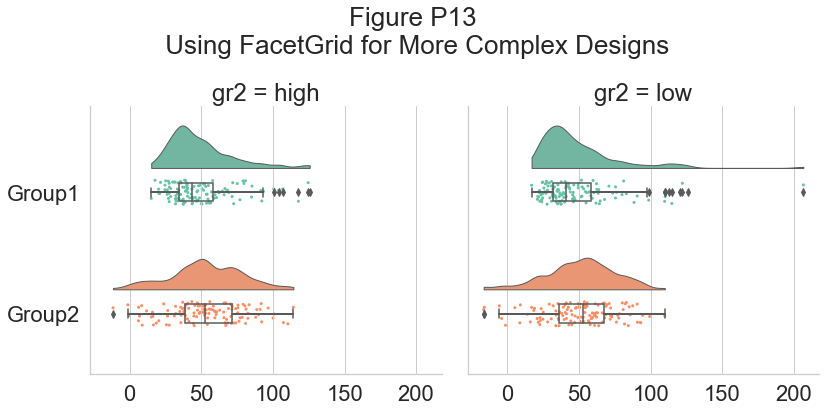 Figure P13
Using FacetGrid for More Complex Designs
gr2 = high
gr2 = low
Group1
Group2
0 50 100 150 200
0 50 100 150 200